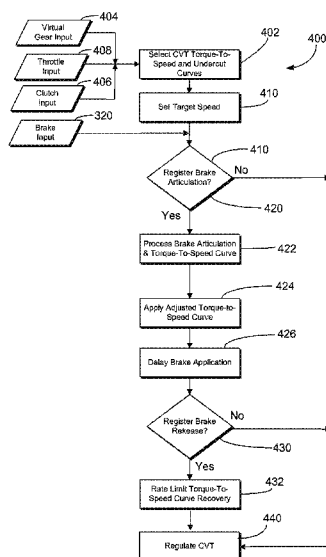 404
Virtual
Gear Input
408
Throttle
Input
406
Clutch
Input
320
Brake
Input
Select CVT Torque-To-
Speed and Undercut
Curves
402
400
Set Target Speed
410
410
Register Brake
Articulation?
No
420
Yes
Process Brake Articulation
& Torque-To-Speed Curve
422
424
Apply Adjusted Torque-to-
Speed Curve
426
Delay Brake Application
Register Brake
Release?
No
430
Yes
432
Rate Limit Torque-To-
Speed Curve Recovery
440
Regulate CVT